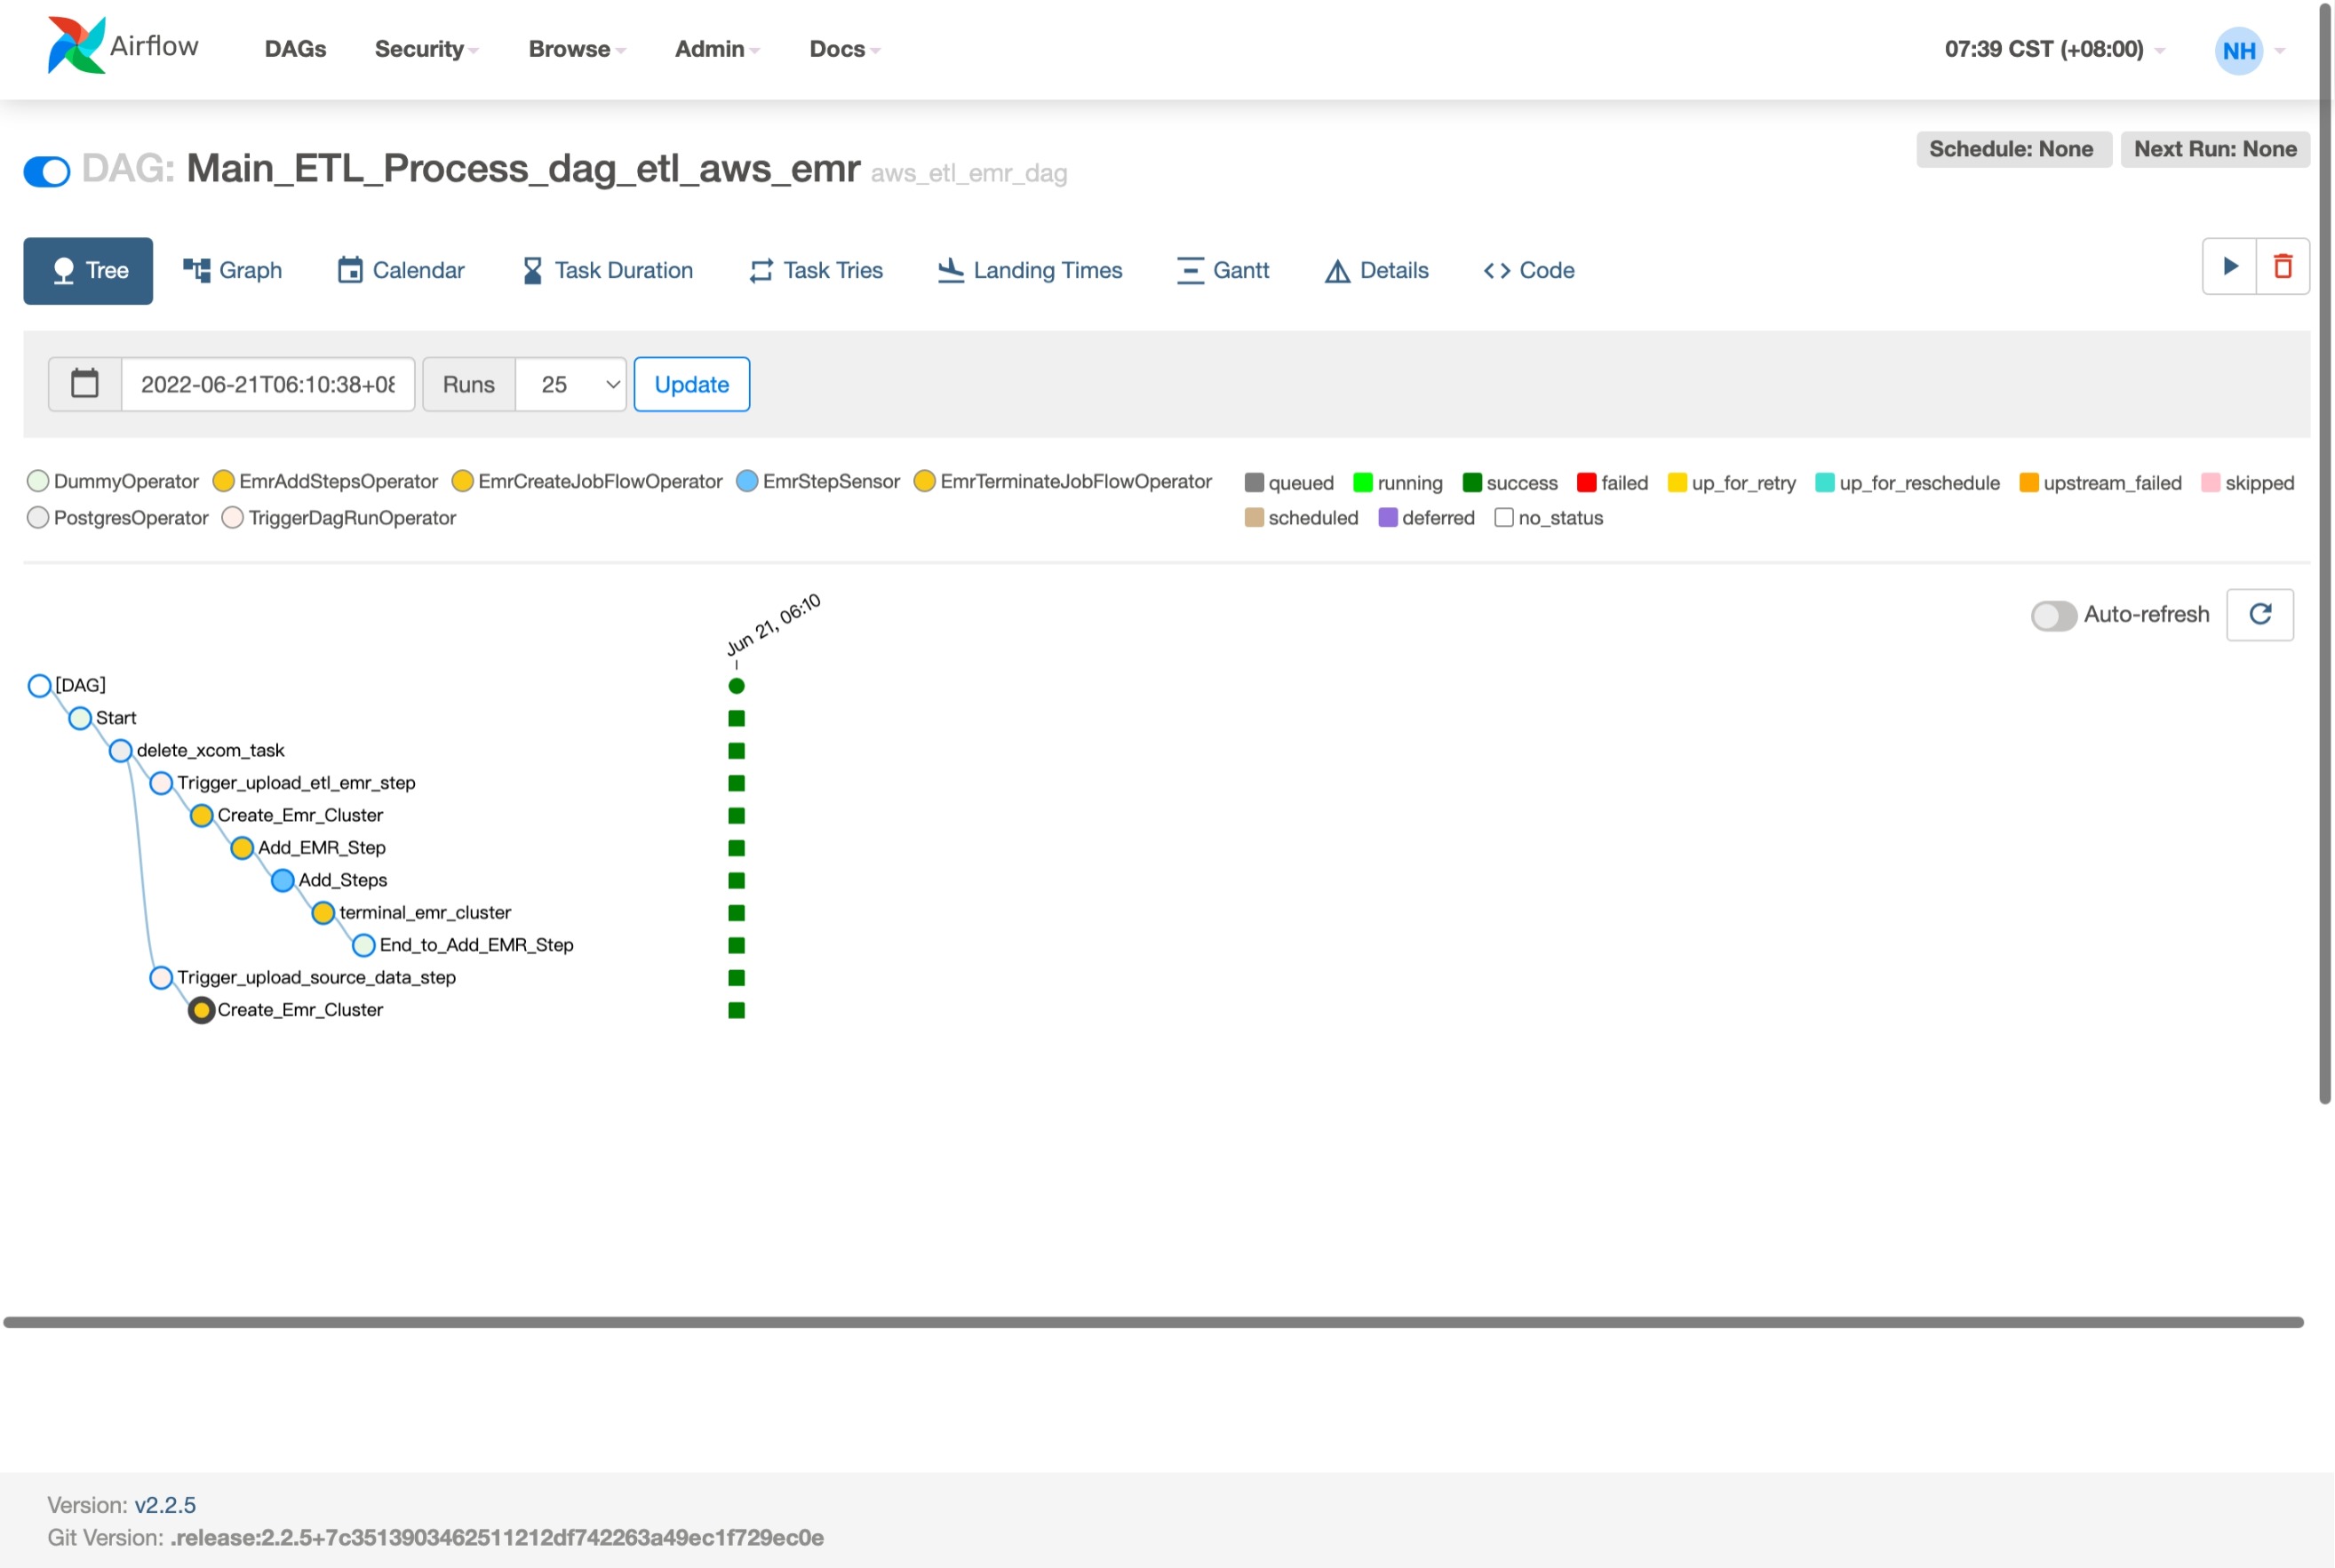 Airflow DAGs Security Browse Admin Docs 07:39 CST (+08:00) NH
DAG: Main_ETL_Process_dag_etl_aws_emr aws_etl_emr_dag Schedule: None Next Run: None
Tree Graph Calendar Task Duration Task Tries Landing Times Gantt Details Code
2022-06-21T06:10:38+08 Runs 25 Update
DummyOperator EmrAddStepsOperator EmrCreateJobFlowOperator EmrStepSensor EmrTerminateJobFlowOperator queued running success failed up_for_retry up_for_reschedule upstream_failed skipped
PostgresOperator TriggerDagRunOperator scheduled deferred no_status
Jun 21, 06:10
Auto-refresh
[DAG]
Start
delete_xcom_task
Trigger_upload_etl_emr_step
Create_Emr_Cluster
Add_EMR_Step
Add_Steps
terminal_emr_cluster
End_to_Add_EMR_Step
Trigger_upload_source_data_step
Create_Emr_Cluster
Version: v2.2.5
Git Version: .release:2.2.5+7c3513903462511212df742263a49ec1f729ec0e